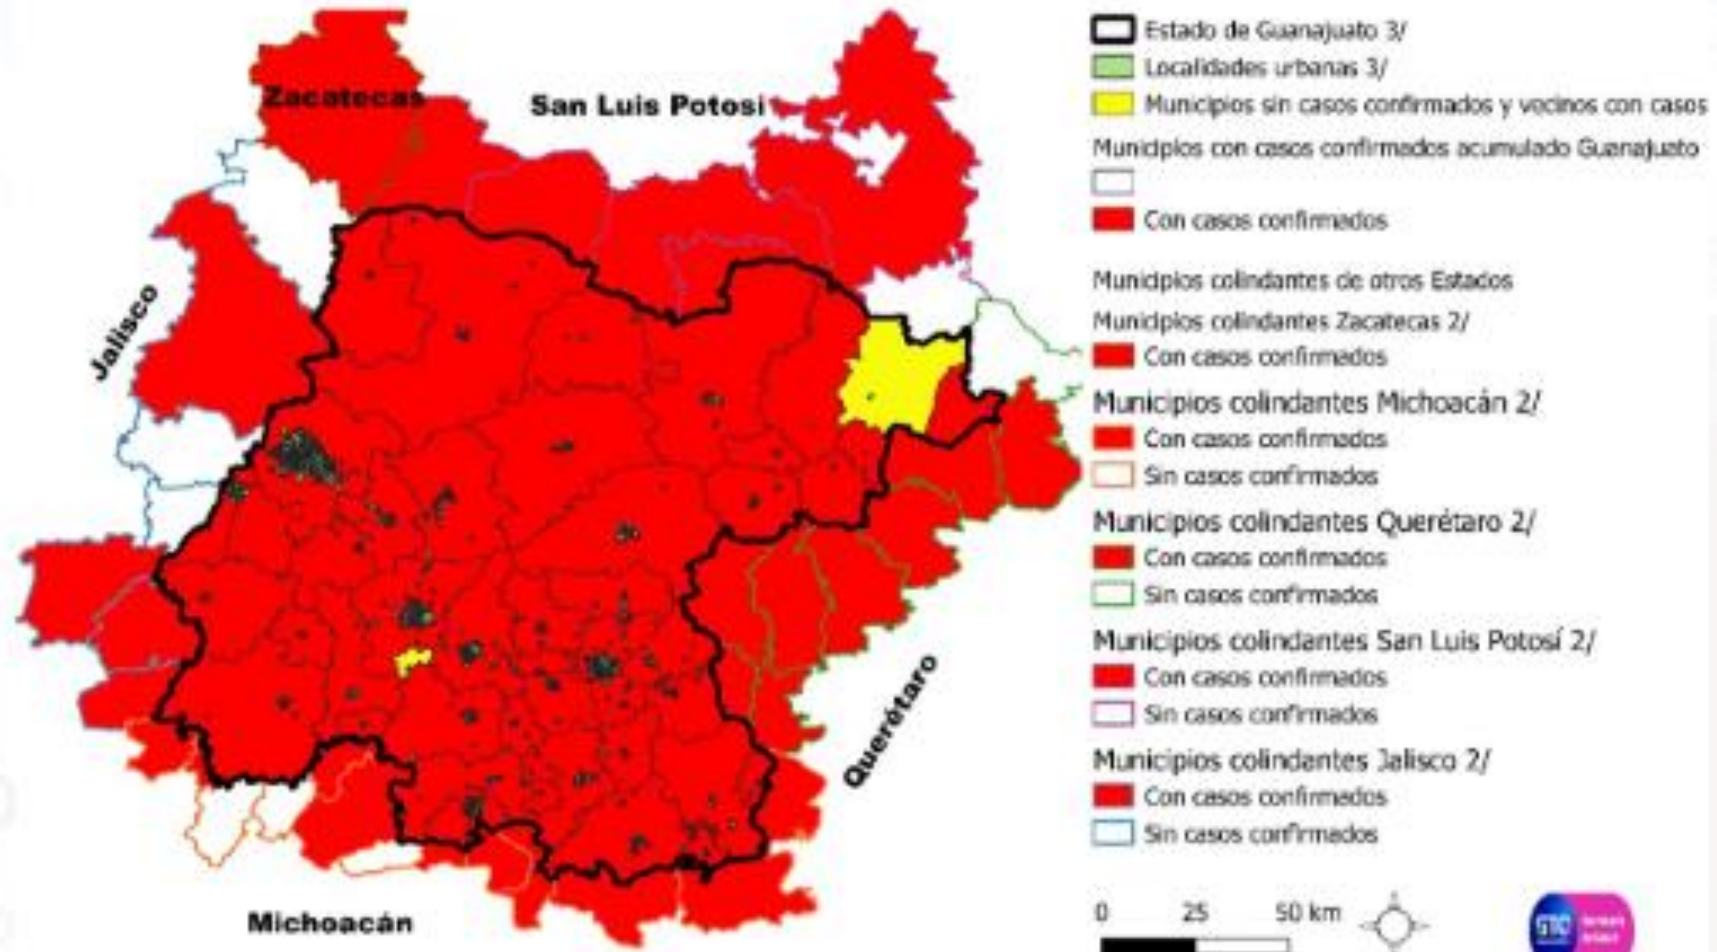 Zacatecas
San Luis Potosí
Jalisco
Querétaro
Michoacán
Estado de Guanajuato 3/
Localidades urbanas 3/
Municipios sin casos confirmados y vecinos con casos
Municipios con casos confirmados acumulado Guanajuato
Con casos confirmados
Municipios colindantes de otros Estados
Municipios colindantes Zacatecas 2/
Con casos confirmados
Municipios colindantes Michoacán 2/
Con casos confirmados
Sin casos confirmados
Municipios colindantes Querétaro 2/
Con casos confirmados
Sin casos confirmados
Municipios colindantes San Luis Potosí 2/
Con casos confirmados
Sin casos confirmados
Municipios colindantes Jalisco 2/
Con casos confirmados
Sin casos confirmados
0 25 50 km